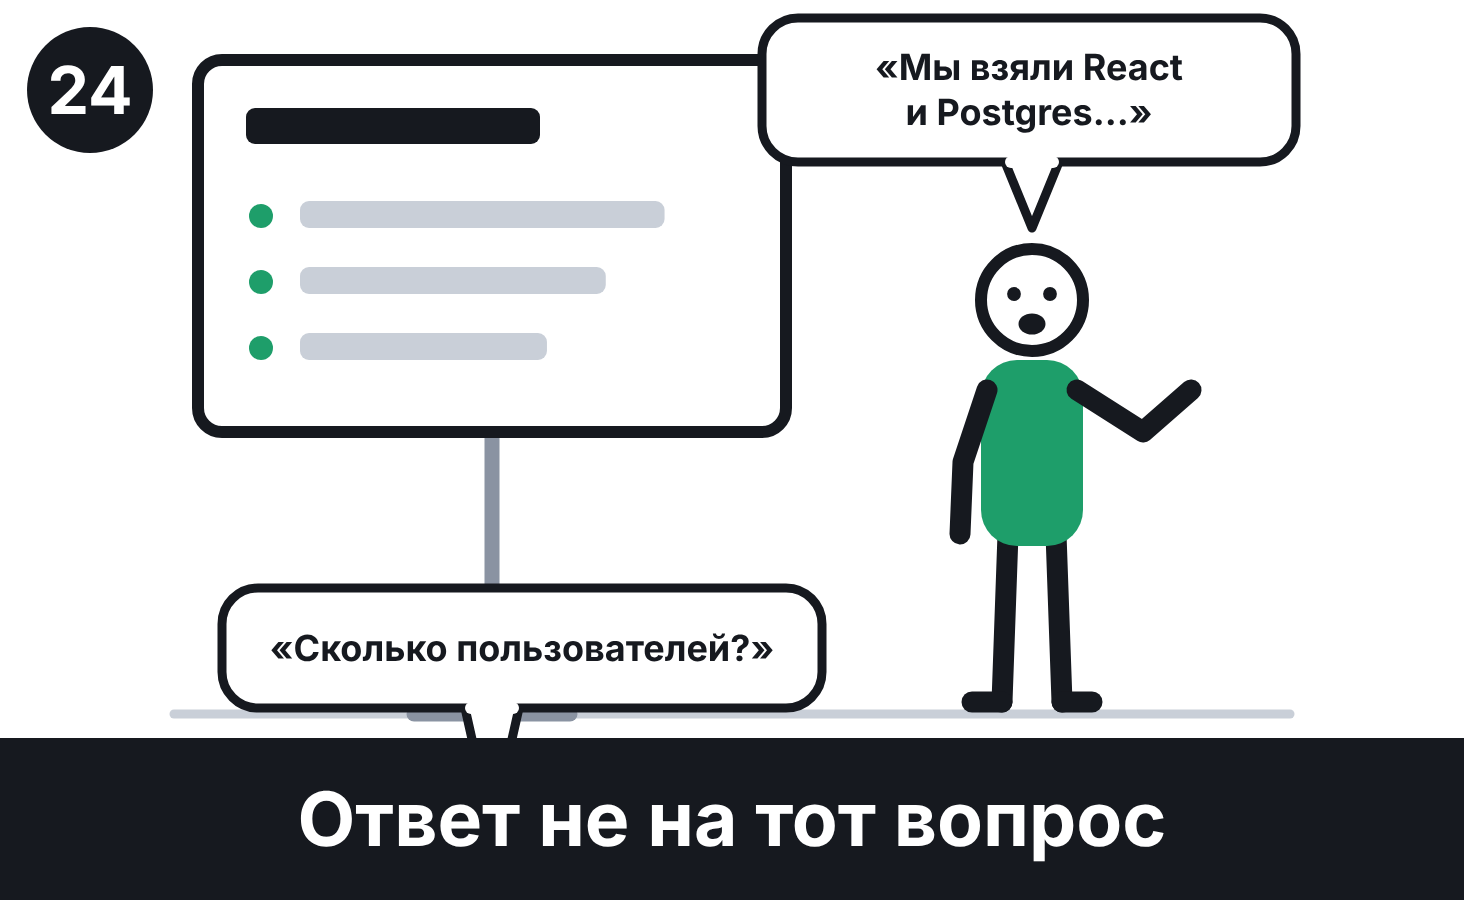 24
«Мы взяли React
и Postgres...»
«Сколько пользователей?»
Ответ не на тот вопрос